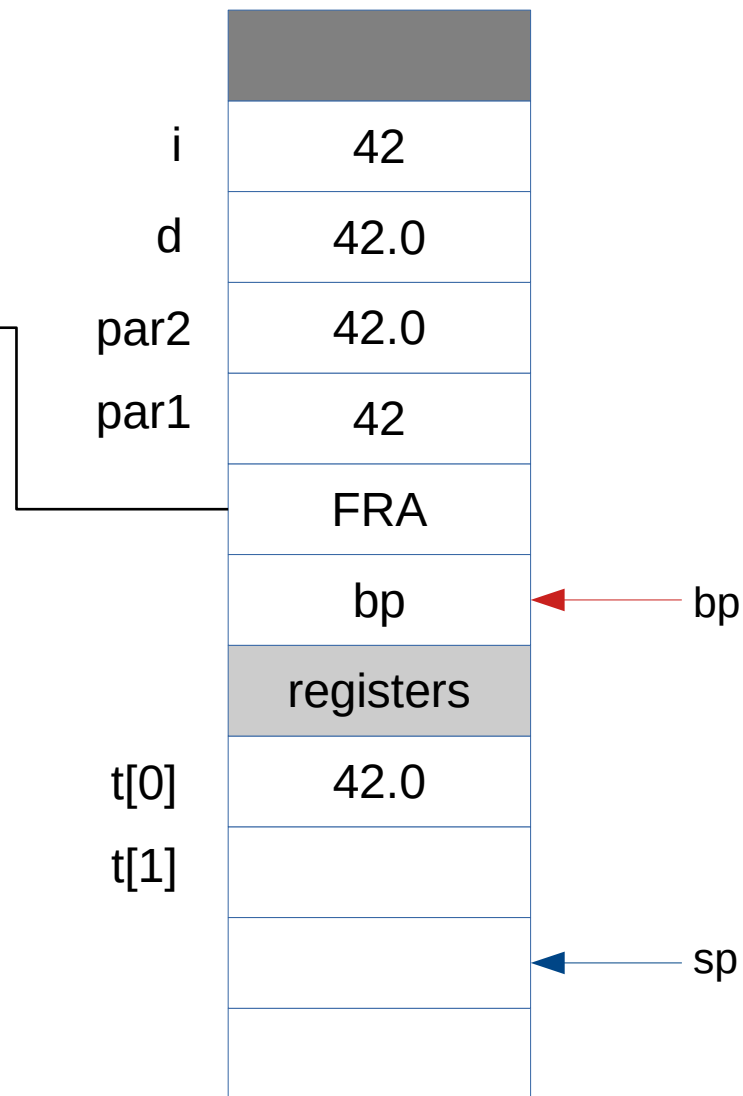 i 42
d 42.0
par2 42.0
par1 42
FRA
bp bp
registers
t[0] 42.0
t[1]
sp